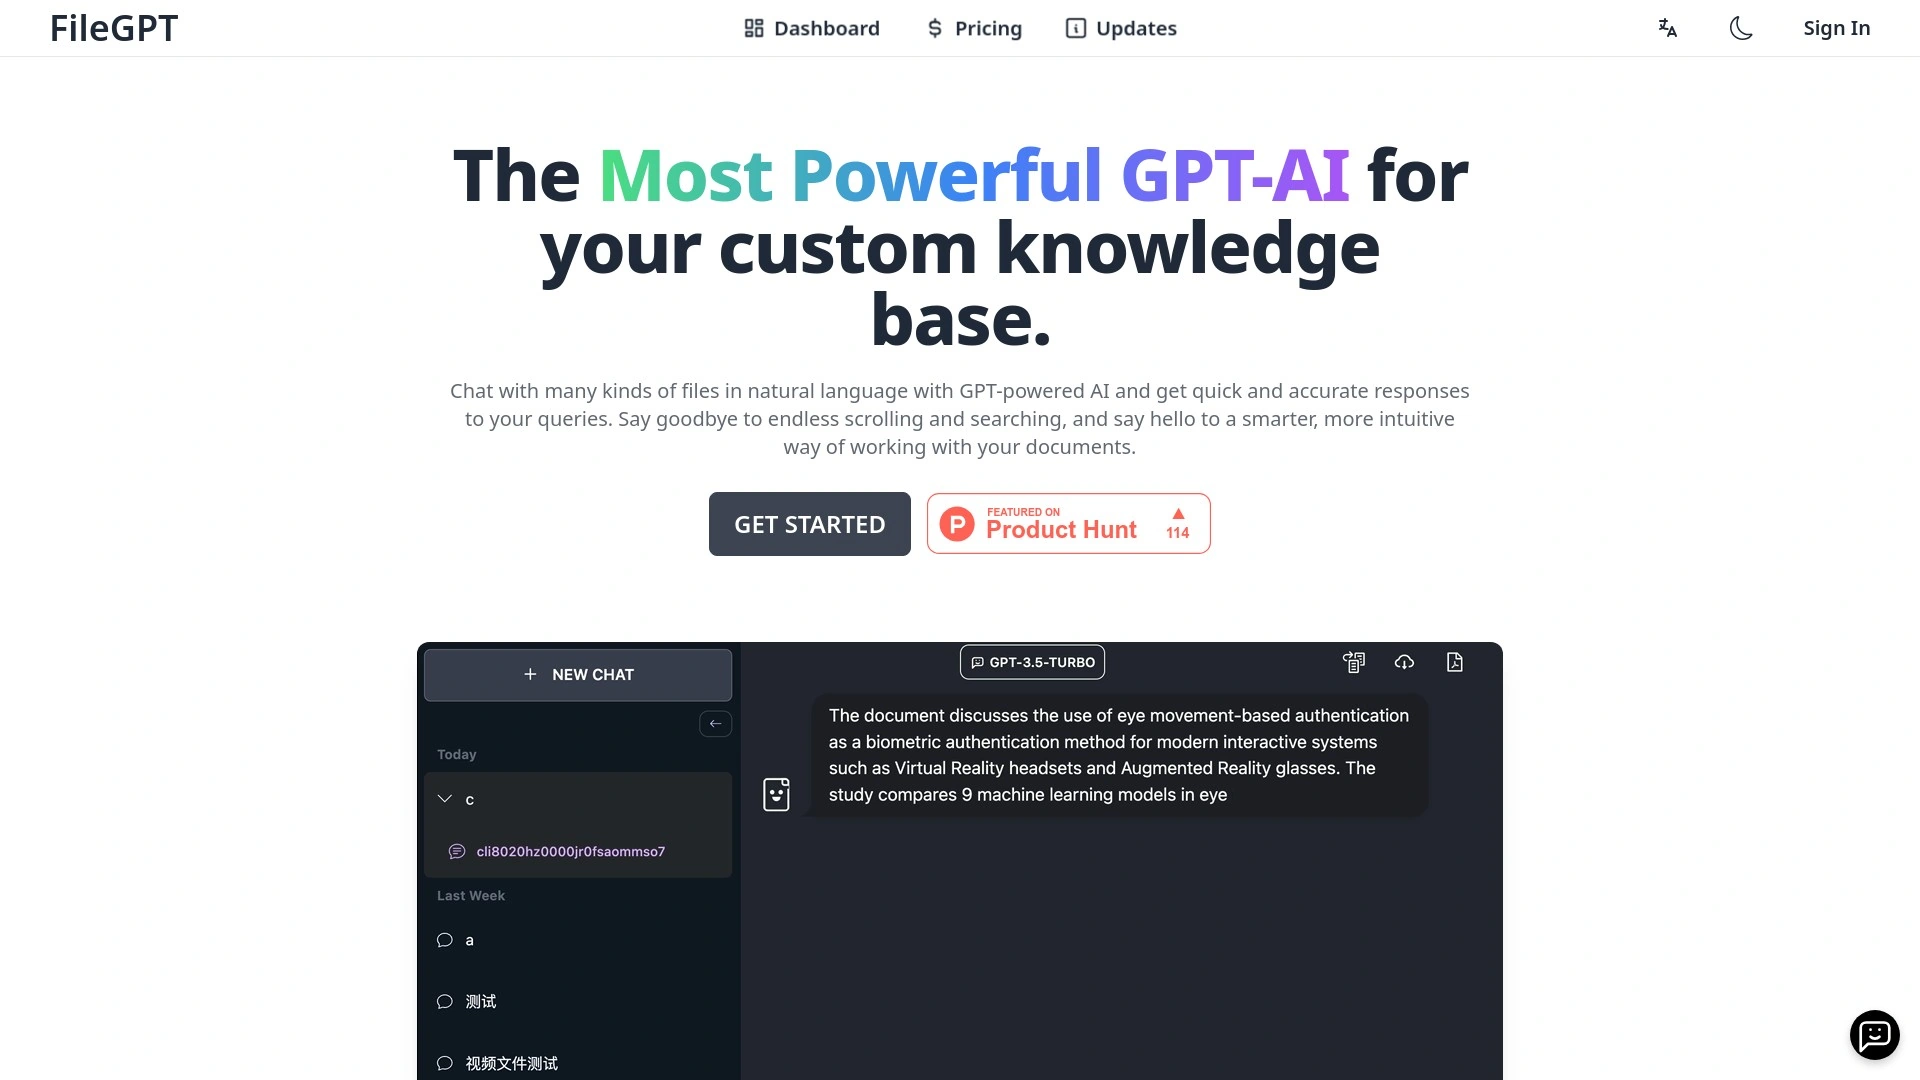 FileGPT
Dashboard
Pricing
Updates
Sign In
The Most Powerful GPT-AI for
your custom knowledge
base.
Chat with many kinds of files in natural language with GPT-powered AI and get quick and accurate responses
to your queries. Say goodbye to endless scrolling and searching, and say hello to a smarter, more intuitive
way of working with your documents.
GET STARTED
FEATURED ON
Product Hunt
114
NEW CHAT
GPT-3.5-TURBO
Today
c
cli8020hz0000jr0fsaommso7
Last Week
a
测试
视频文件测试
The document discusses the use of eye movement-based authentication
as a biometric authentication method for modern interactive systems
such as Virtual Reality headsets and Augmented Reality glasses. The
study compares 9 machine learning models in eye